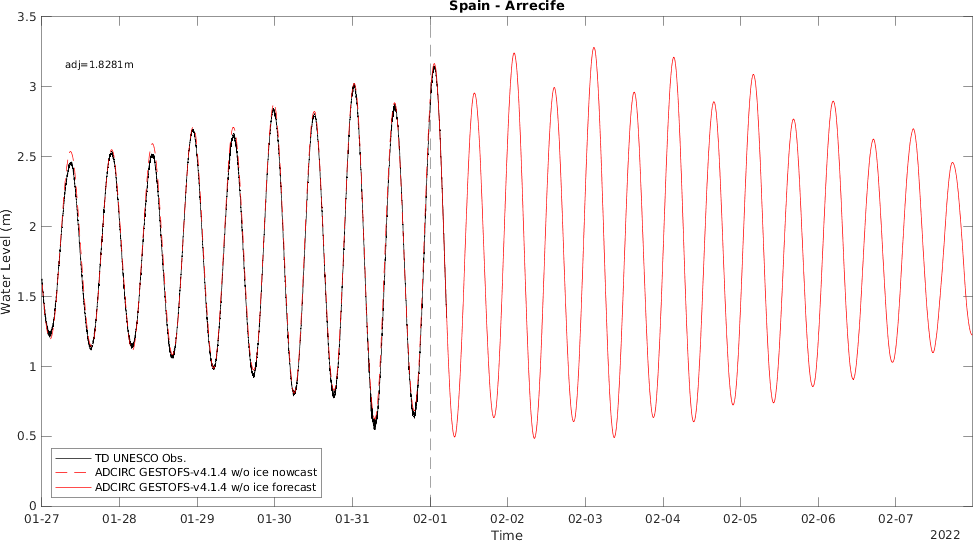 Spain - Arrecife
3.5
adj=1.8281m
3
2.5
2
Water Level (m)
1.5
1
0.5
TD UNESCO Obs.
ADCIRC GESTOFS-v4.1.4 w/o ice nowcast
ADCIRC GESTOFS-v4.1.4 w/o ice forecast
0
01-27 01-28 01-29 01-30 01-31 02-01 02-02 02-03 02-04 02-05 02-06 02-07
Time
2022